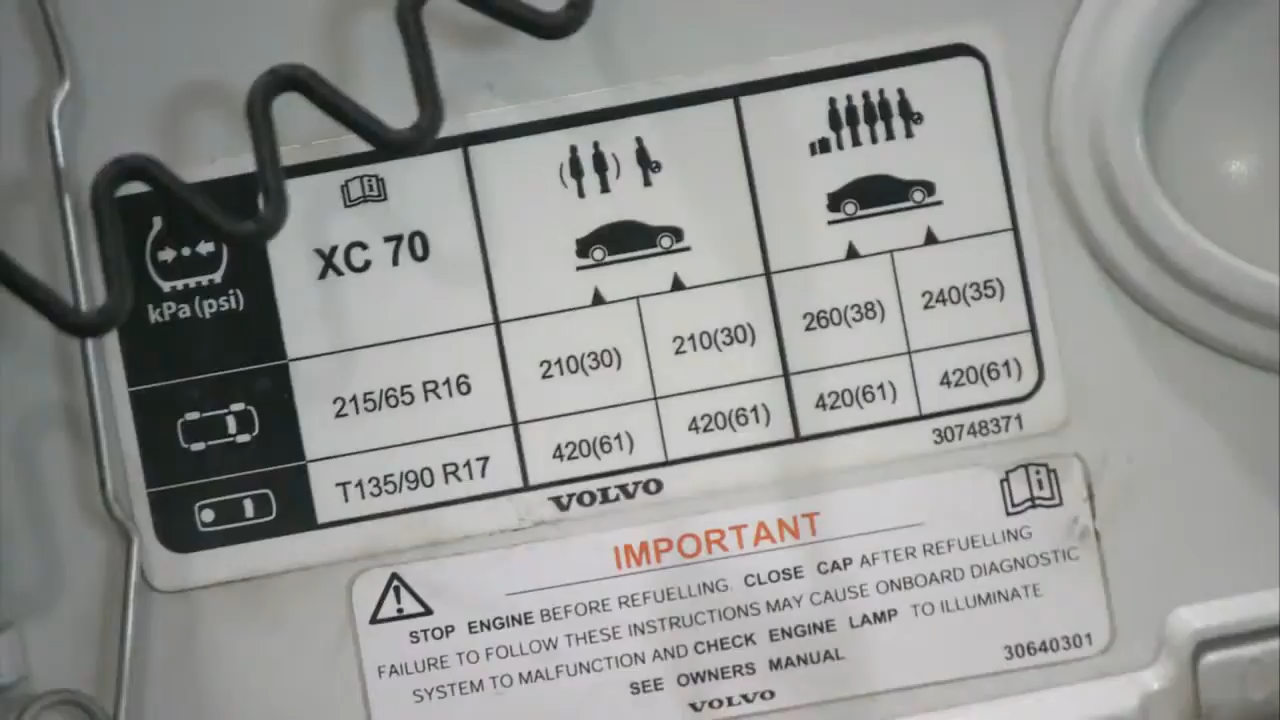 kPa(psi)
XC 70
215/65 R16
210(30)
210(30)
260(38)
240(35)
T135/90 R17
420(61)
420(61)
420(61)
420(61)
30748371
VOLVO
IMPORTANT
STOP ENGINE BEFORE REFUELLING. CLOSE CAP AFTER REFUELLING
FAILURE TO FOLLOW THESE INSTRUCTIONS MAY CAUSE ONBOARD DIAGNOSTIC
SYSTEM TO MALFUNCTION AND CHECK ENGINE LAMP TO ILLUMINATE
SEE OWNERS MANUAL
30640301
VOLVO